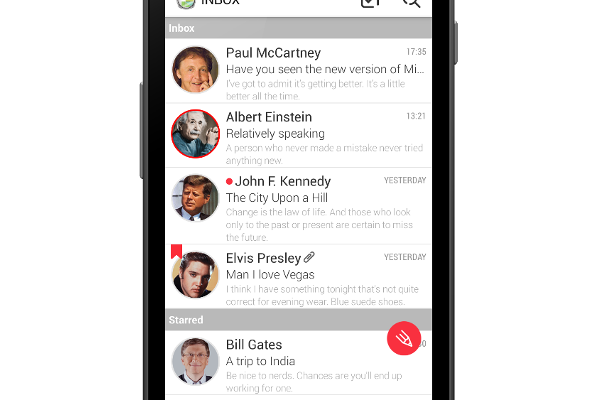 INBOX
Inbox
Paul McCartney 17:35
Have you seen the new version of Mi...
I've got to admit it's getting better. It's a little
better all the time.
Albert Einstein 13:21
Relatively speaking
A person who never made a mistake never tried
anything new.
John F. Kennedy YESTERDAY
The City Upon a Hill
Change is the law of life. And those who look
only to the past or present are certain to miss
the future.
Elvis Presley YESTERDAY
Man I love Vegas
I think I have something tonight that's not quite
correct for evening wear. Blue suede shoes.
Starred
Bill Gates
A trip to India
Be nice to nerds. Chances are you'll end up
working for one.